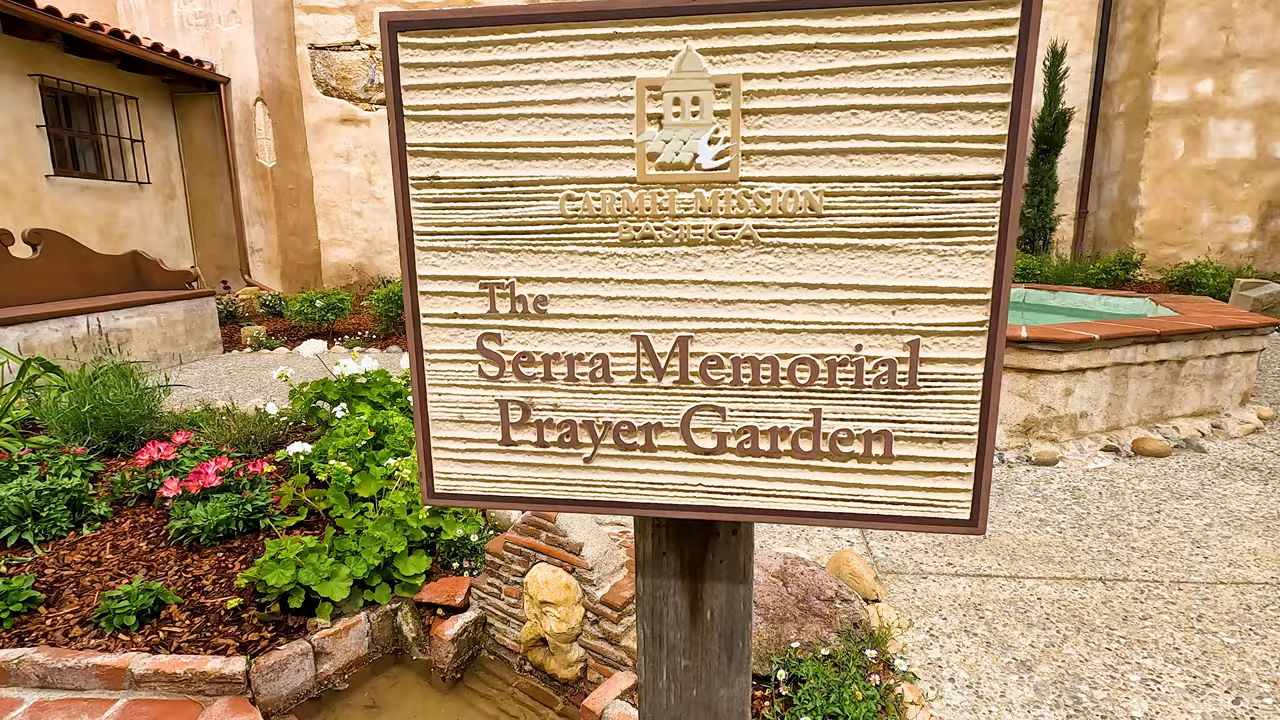 CARMEL MISSION
BASILICA
The
Serra Memorial
Prayer Garden